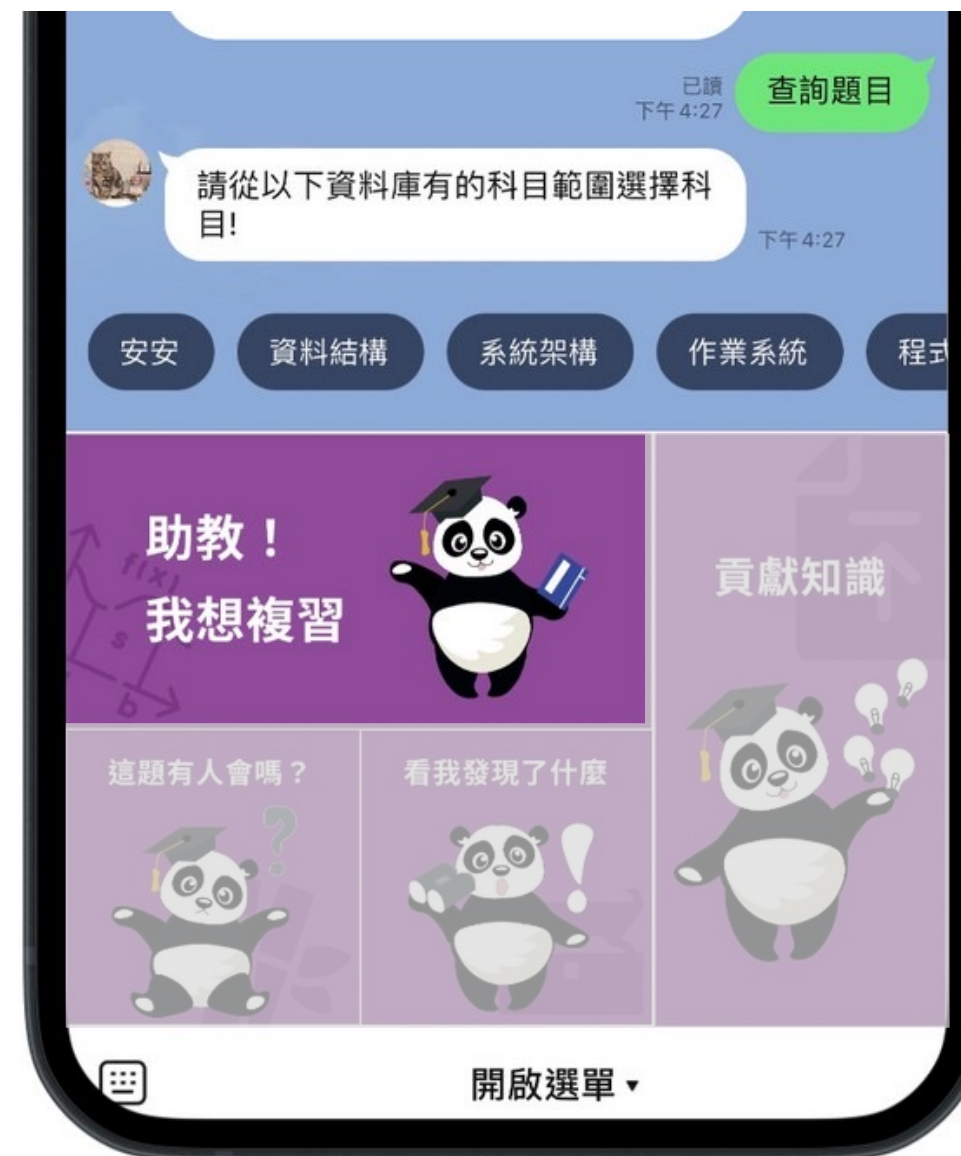 查詢題目
已讀
下午4:27
請從以下資料庫有的科目範圍選擇科
目!
下午4:27
安安
資料結構
系統架構
作業系統
程式
助教！
我想複習
f(x)
s
b
貢獻知識
這題有人會嗎？
?
看我發現了什麼
!
開啟選單▼